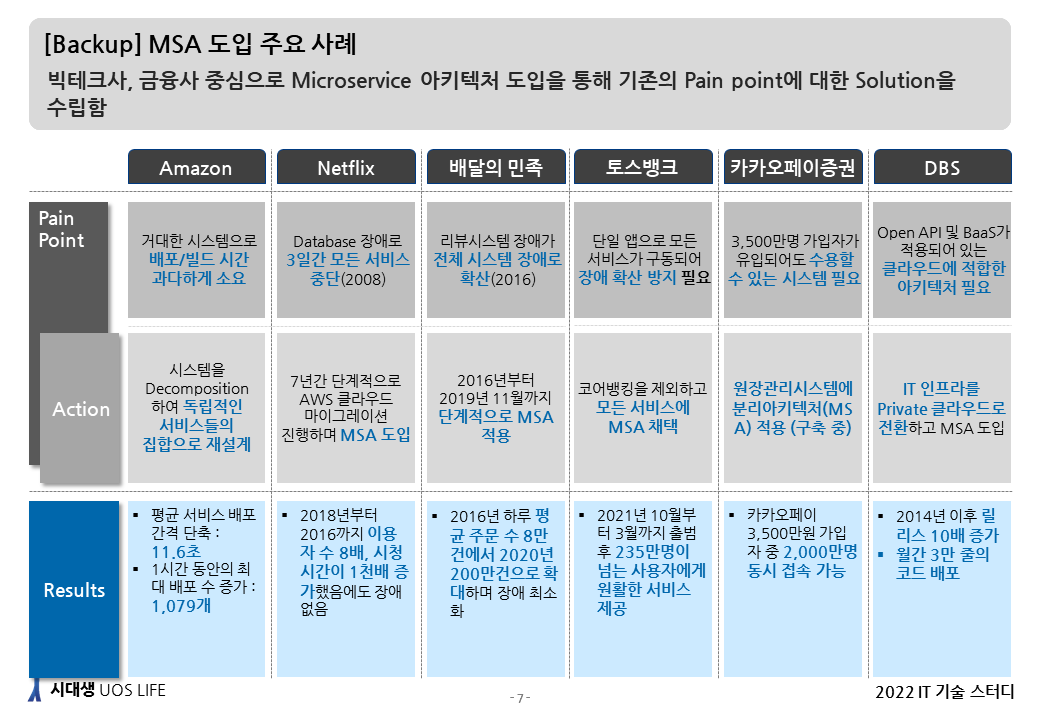 [Backup] MSA 도입 주요 사례
빅테크사, 금융사 중심으로 Microservice 아키텍처 도입을 통해 기존의 Pain point에 대한 Solution을
수립함
Amazon
Netflix
배달의 민족
토스뱅크
카카오페이증권
DBS
Pain
Point
거대한 시스템으로
배포/빌드 시간
과다하게 소요
Database 장애로
3일간 모든 서비스
중단(2008)
리뷰시스템 장애가
전체 시스템 장애로
확산(2016)
단일 앱으로 모든
서비스가 구동되어
장애 확산 방지 필요
3,500만명 가입자가
유입되어도 수용할
수 있는 시스템 필요
Open API 및 BaaS가
적용되어 있는
클라우드에 적합한
아키텍처 필요
Action
시스템을
Decomposition
하여 독립적인
서비스들의
집합으로 재설계
7년간 단계적으로
AWS 클라우드
마이그레이션
진행하며 MSA 도입
2016년부터
2019년 11월까지
단계적으로 MSA
적용
코어뱅킹을 제외하고
모든 서비스에
MSA 채택
원장관리시스템에
분리아키텍처(MS
A) 적용 (구축 중)
IT 인프라를
Private 클라우드로
전환하고 MSA 도입
Results
▪ 평균 서비스 배포
간격 단축 :
11.6초
▪ 1시간 동안의 최
대 배포 수 증가 :
1,079개
▪ 2018년부터
2016까지 이용
자 수 8배, 시청
시간이 1천배 증
가했음에도 장애
없음
▪ 2016년 하루 평
균 주문 수 8만
건에서 2020년
200만건으로 확
대하며 장애 최소
화
▪ 2021년 10월부
터 3월까지 출범
후 235만명이
넘는 사용자에게
원활한 서비스
제공
▪ 카카오페이
3,500만원 가입
자 중 2,000만명
동시 접속 가능
▪ 2014년 이후 릴
리스 10배 증가
▪ 월간 3만 줄의
코드 배포
시대생 UOS LIFE
-7-
2022 IT 기술 스터디